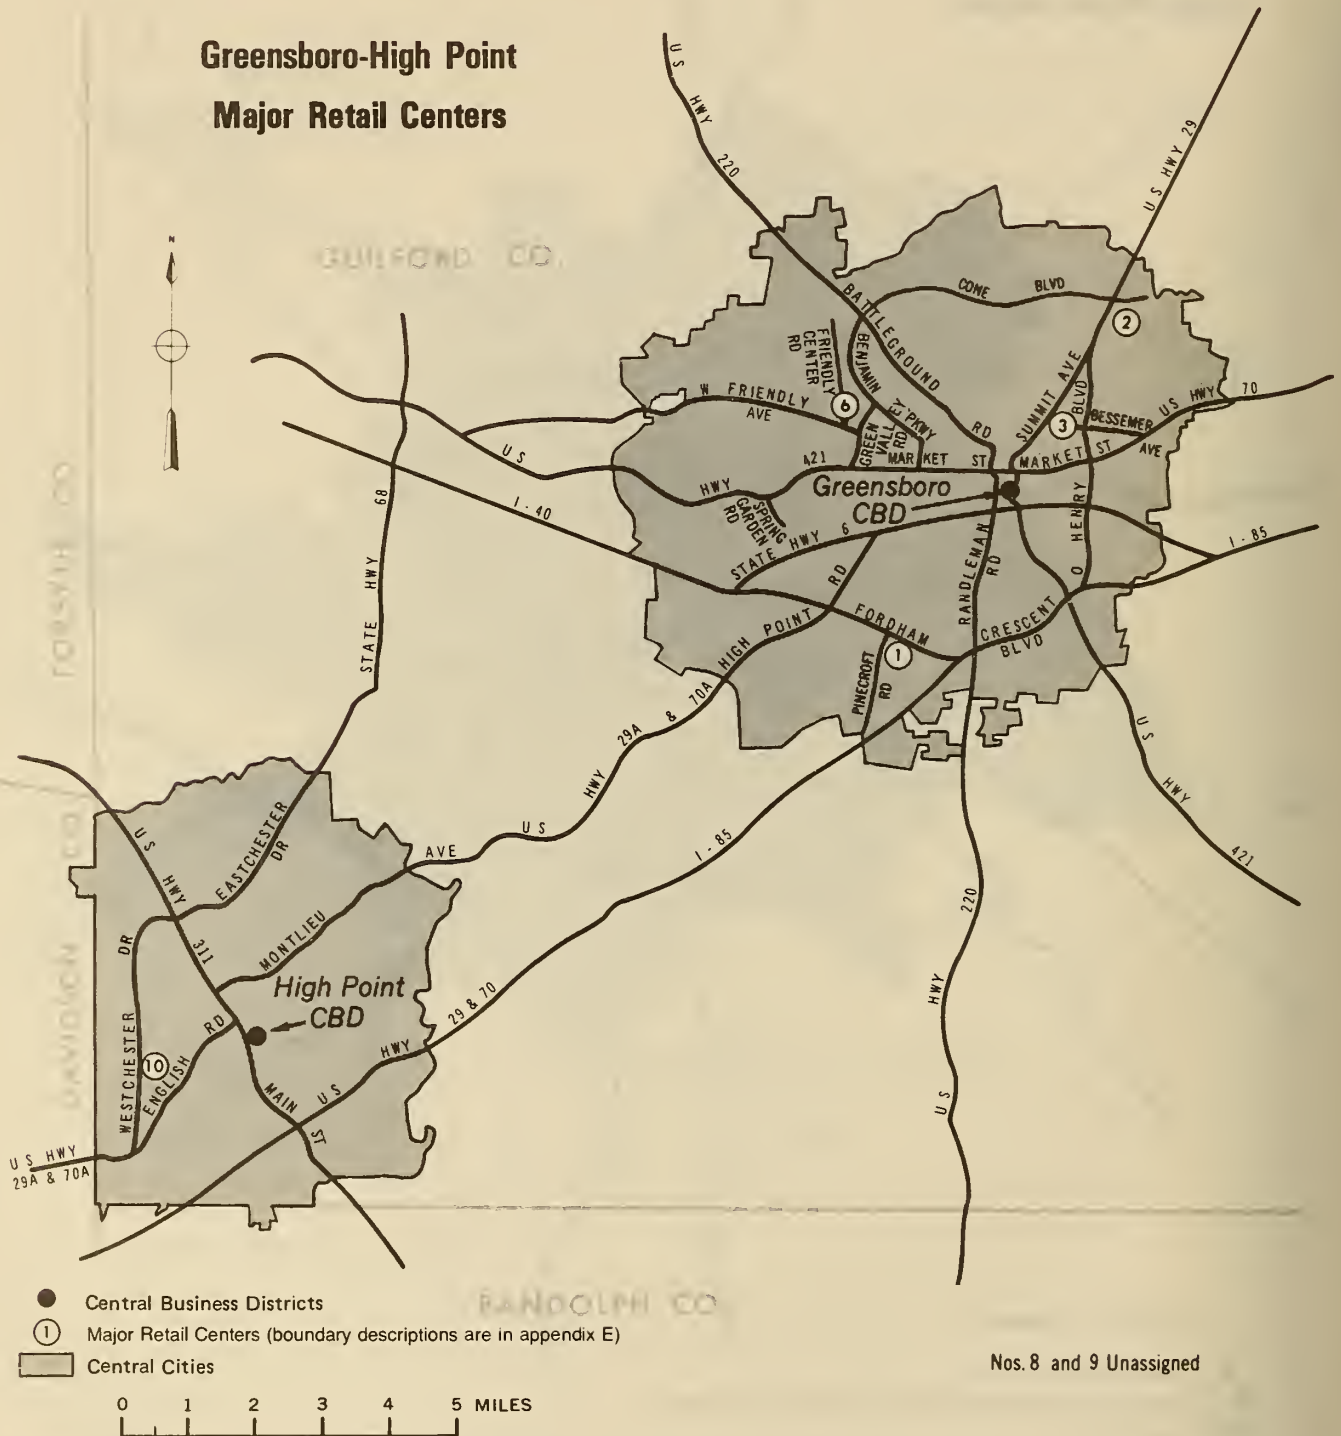 Greensboro-High Point
Major Retail Centers
US HWY 220
US HWY 29
GUILFORD CO.
FORSYTH CO
DAVIDSON CO
RANDOLPH CO
BATTLEGROUND RD
CONE BLVD
2
FRIENDLY CENTER RD
BENJAMIN PKWY
6
W FRIENDLY AVE
GREEN VALLEY RD
SUMMIT AVE
BLVD
3
BESSEMER AVE
US HWY 70
MARKET ST
MARKET ST
US HWY 421
Greensboro CBD
SPRING GARDEN RD
I-40
STATE HWY 6
O HENRY
I-85
STATE HWY 68
RANDLEMAN RD
HIGH POINT RD
FORDHAM
CRESCENT BLVD
1
PINECROFT RD
US HWY 29A & 70A
US HWY 421
US HWY 220
I-85
US HWY 311
EASTCHESTER DR
MONTLIEU AVE
WESTCHESTER DR
High Point
CBD
10
ENGLISH RD
MAIN ST
US HWY 29 & 70
US HWY
29A & 70A
N
Central Business Districts
1 Major Retail Centers (boundary descriptions are in appendix E)
Central Cities
Nos. 8 and 9 Unassigned
0 1 2 3 4 5 MILES